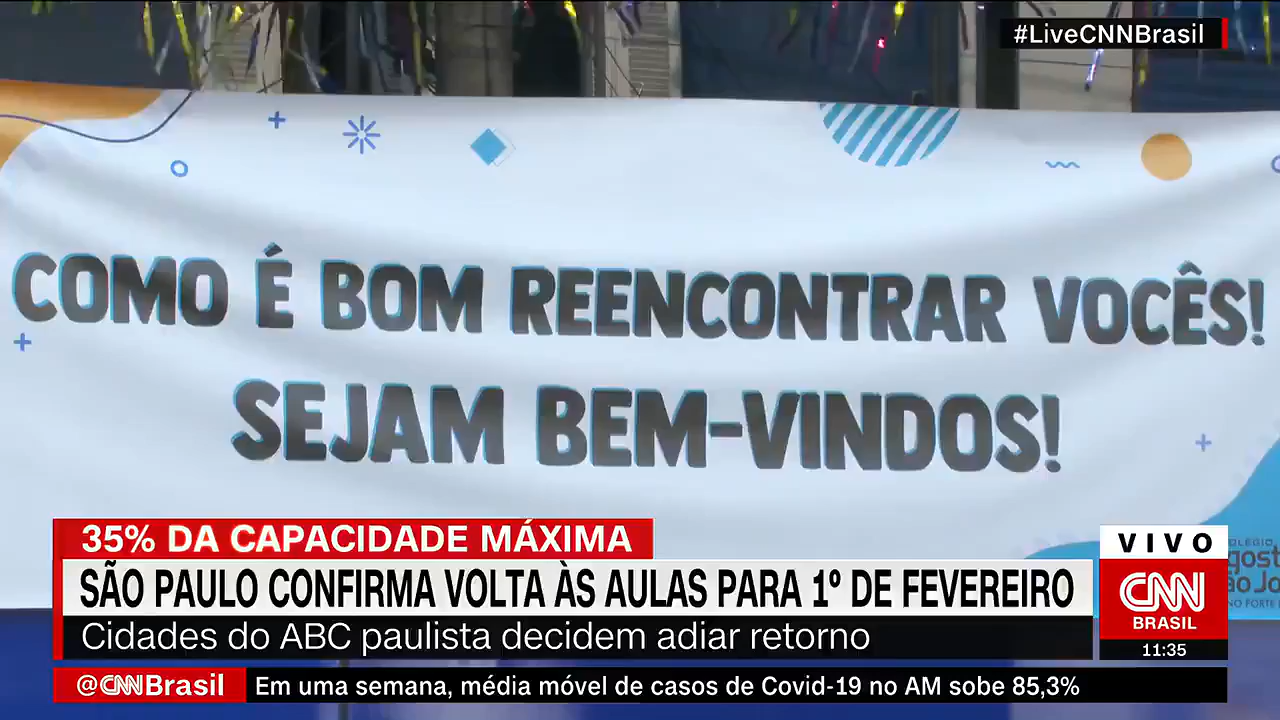 #LiveCNNBrasil
COMO É BOM REENCONTRAR VOCÊS!
SEJAM BEM-VINDOS!
35% DA CAPACIDADE MÁXIMA
SÃO PAULO CONFIRMA VOLTA ÀS AULAS PARA 1º DE FEVEREIRO
Cidades do ABC paulista decidem adiar retorno
VIVO
CNN
BRASIL
11:35
@CNNBrasil
Em uma semana, média móvel de casos de Covid-19 no AM sobe 85,3%